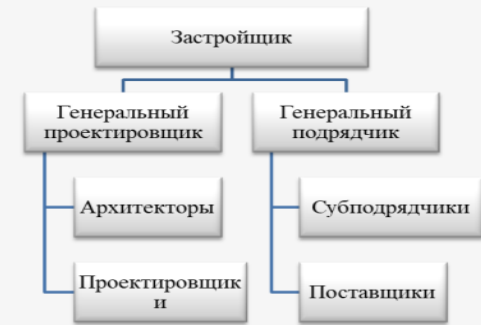 Застройщик
Генеральный
проектировщик
Архитекторы
Проектировщик
и
Генеральный
подрядчик
Субподрядчики
Поставщики